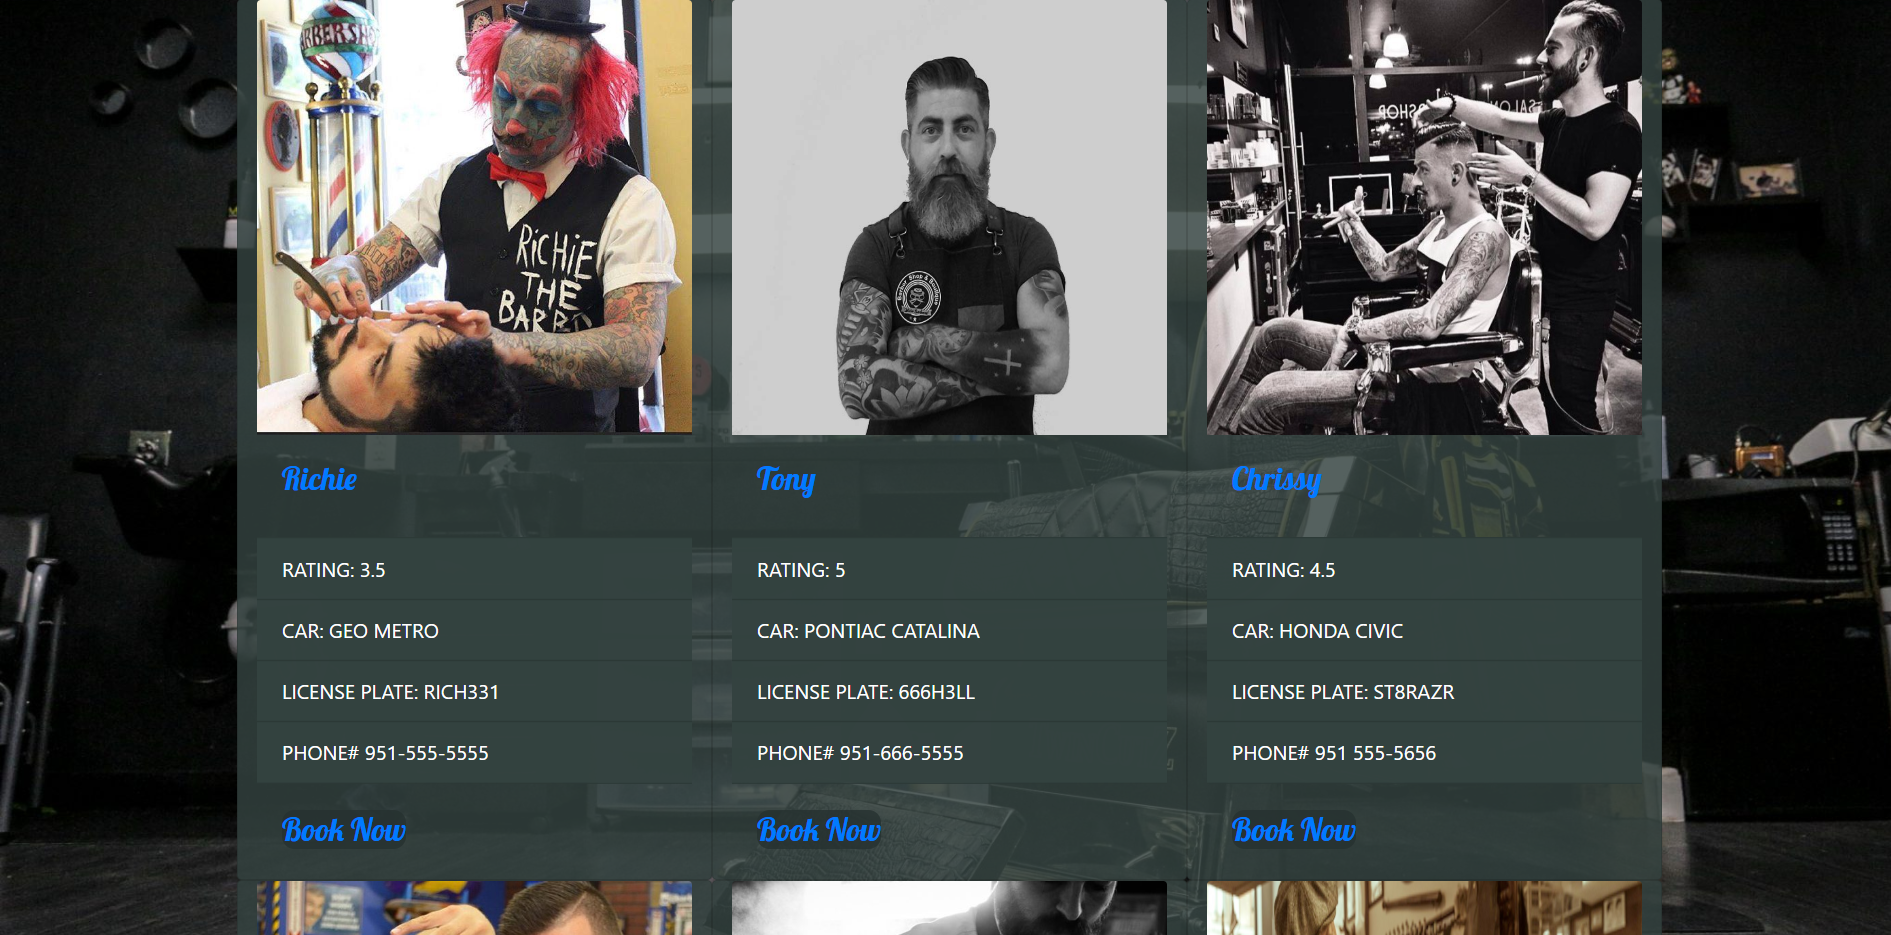 BARBERSHOP
RiCHiE
THE
BARBE
SALON
Richie
Tony
Chrissy
RATING: 3.5
RATING: 5
RATING: 4.5
CAR: GEO METRO
CAR: PONTIAC CATALINA
CAR: HONDA CIVIC
LICENSE PLATE: RICH331
LICENSE PLATE: 666H3LL
LICENSE PLATE: ST8RAZR
PHONE# 951-555-5555
PHONE# 951-666-5555
PHONE# 951 555-5656
Book Now
Book Now
Book Now